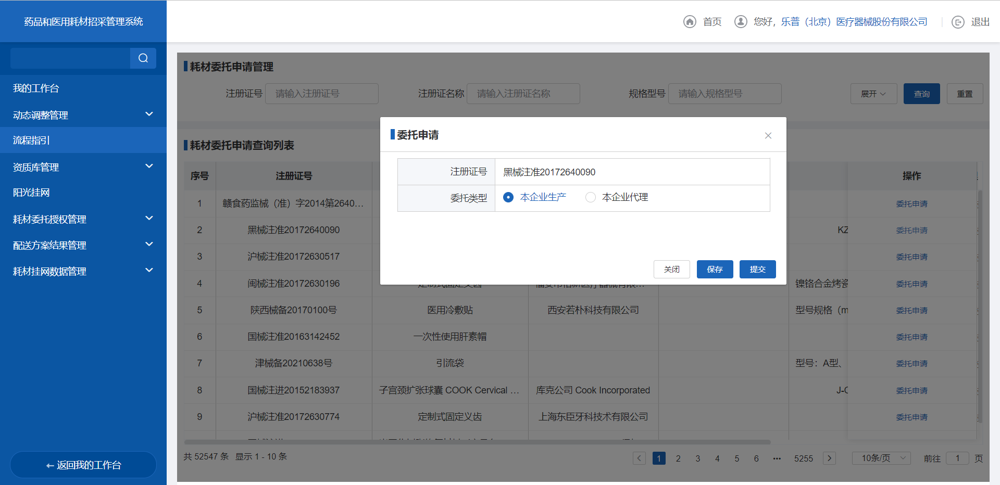 药品和医用耗材招采管理系统
首页
您好，乐普（北京）医疗器械股份有限公司
退出
我的工作台
动态调整管理
流程指引
资质库管理
阳光挂网
耗材委托授权管理
配送方案结果管理
耗材挂网数据管理
←返回我的工作台
耗材委托申请管理
注册证号 请输入注册证号
注册证名称 请输入注册证名称
规格型号 请输入规格型号
展开
查询
重置
耗材委托申请查询列表
序号 注册证号 操作
1 赣食药监械（准）字2014第2640... 委托申请
2 黑械注准20172640090 KZ 委托申请
3 沪械注准20172630517 委托申请
4 闽械注准20172630196 定制式固定义齿 镍铬合金烤瓷 委托申请
5 陕西械备20170100号 医用冷敷贴 西安若朴科技有限公司 型号规格（m 委托申请
6 国械注准20163142452 一次性使用肝素帽 委托申请
7 津械备20210638号 引流袋 型号：A型、 委托申请
8 国械注进20152183937 子宫颈扩张球囊 COOK Cervical ... 库克公司 Cook Incorporated J-C 委托申请
9 沪械注准20172630774 定制式固定义齿 上海东臣牙科技术有限公司 委托申请
委托申请
注册证号 黑械注准20172640090
委托类型 本企业生产 本企业代理
关闭 保存 提交
共 52547 条 显示 1 - 10 条
1 2 3 4 5 6 ··· 5255
10条/页
前往 1 页